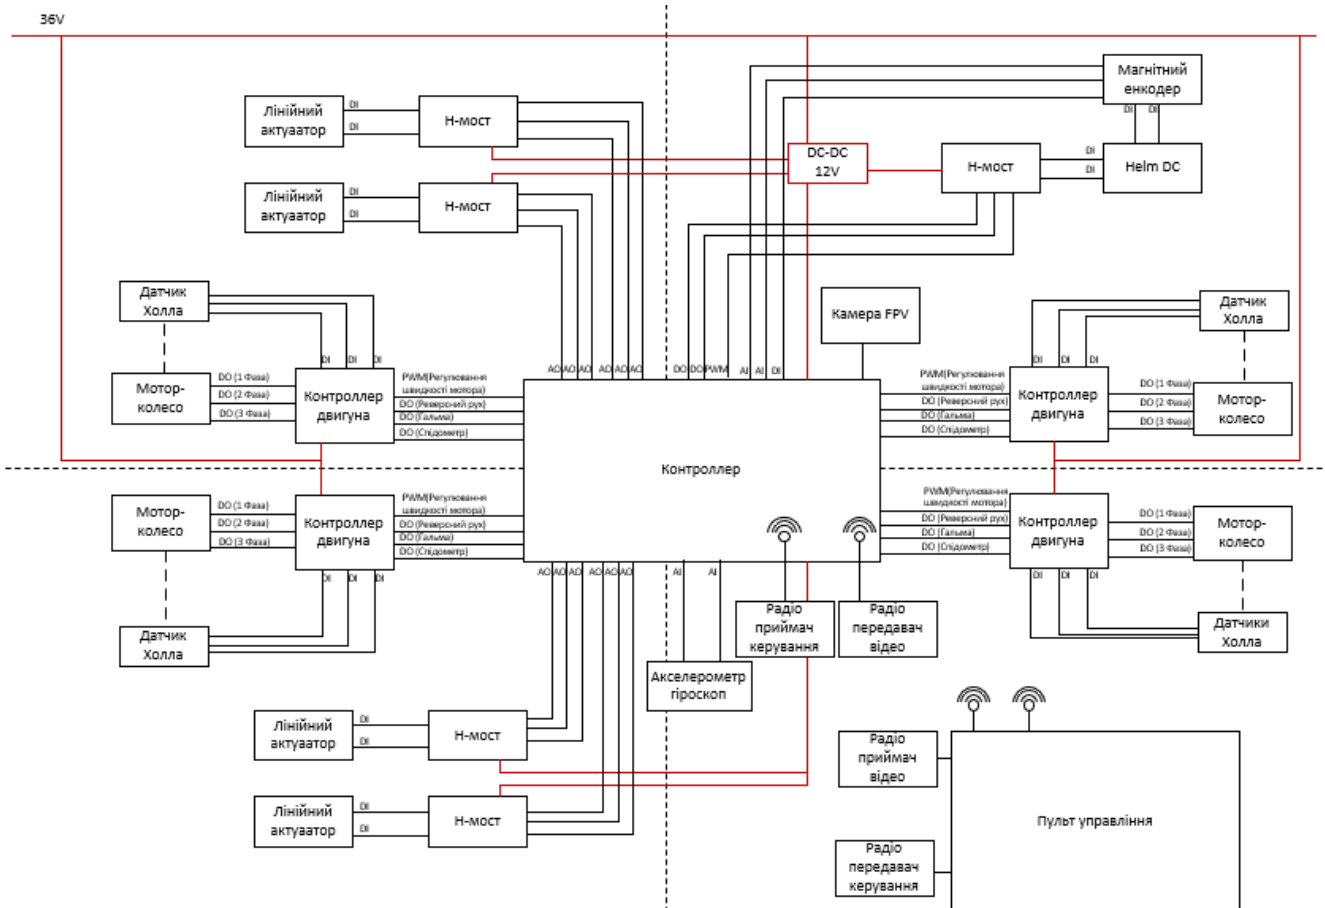 36V
Магнітний
енкодер
DI
DI
Лінійний
актуаатор
DI
DI
Н-мост
DC-DC
12V
Н-мост
DI
DI
Helm DC
Лінійний
актуаатор
DI
DI
Н-мост
Датчик
Холла
Камера FPV
Датчик
Холла
DI
DI
DI
AO
AO
AO
AO
AO
AO
DO
DO
PWM
AI
AI
DI
DI
DI
DI
Мотор-
колесо
DO (1 Фаза)
DO (2 Фаза)
DO (3 Фаза)
Контроллер
двигуна
PWM(Регулювання
швидкості мотора)
DO (Реверсний рух)
DO (Гальма)
DO (Спідометр)
PWM(Регулювання
швидкості мотора)
DO (Реверсний рух)
DO (Гальма)
DO (Спідометр)
Контроллер
двигуна
DO (1 Фаза)
DO (2 Фаза)
DO (3 Фаза)
Мотор-
колесо
Контроллер
Мотор-
колесо
DO (1 Фаза)
DO (2 Фаза)
DO (3 Фаза)
Контроллер
двигуна
PWM(Регулювання
швидкості мотора)
DO (Реверсний рух)
DO (Гальма)
DO (Спідометр)
PWM(Регулювання
швидкості мотора)
DO (Реверсний рух)
DO (Гальма)
DO (Спідометр)
Контроллер
двигуна
DO (1 Фаза)
DO (2 Фаза)
DO (3 Фаза)
Мотор-
колесо
DI
DI
DI
AO
AO
AO
AO
AO
AO
AI
AI
DI
DI
DI
Датчик
Холла
Радіо
приймач
керування
Радіо
передавач
відео
Датчики
Холла
Акселерометр
гіроскоп
Лінійний
актуаатор
DI
DI
Н-мост
Радіо
приймач
відео
Лінійний
актуаатор
DI
DI
Н-мост
Пульт управління
Радіо
передавач
керування